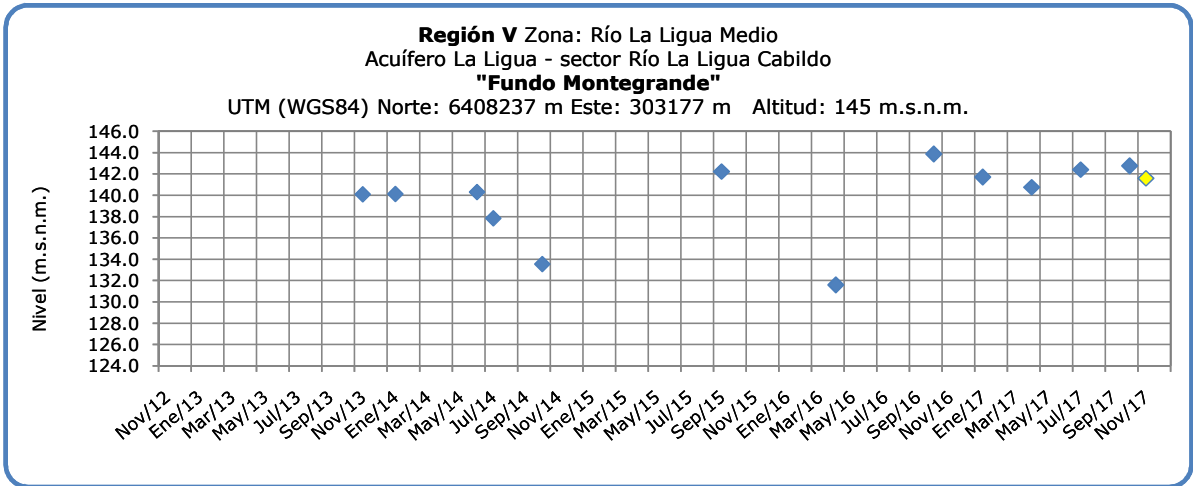 Región V Zona: Río La Ligua Medio
Acuífero La Ligua - sector Río La Ligua Cabildo
"Fundo Montegrande"
UTM (WGS84) Norte: 6408237 m Este: 303177 m Altitud: 145 m.s.n.m.
Nivel (m.s.n.m.)
146.0
144.0
142.0
140.0
138.0
136.0
134.0
132.0
130.0
128.0
126.0
124.0
Nov/12
Ene/13
Mar/13
May/13
Jul/13
Sep/13
Nov/13
Ene/14
Mar/14
May/14
Jul/14
Sep/14
Nov/14
Ene/15
Mar/15
May/15
Jul/15
Sep/15
Nov/15
Ene/16
Mar/16
May/16
Jul/16
Sep/16
Nov/16
Ene/17
Mar/17
May/17
Jul/17
Sep/17
Nov/17